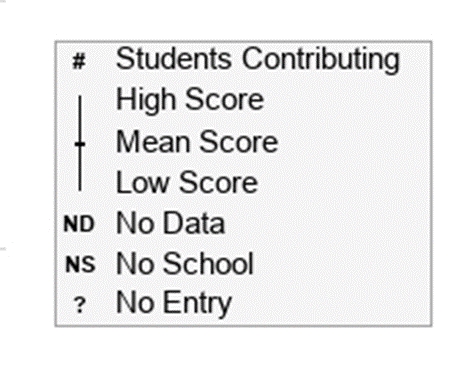 # Students Contributing
High Score
Mean Score
Low Score
ND No Data
NS No School
? No Entry